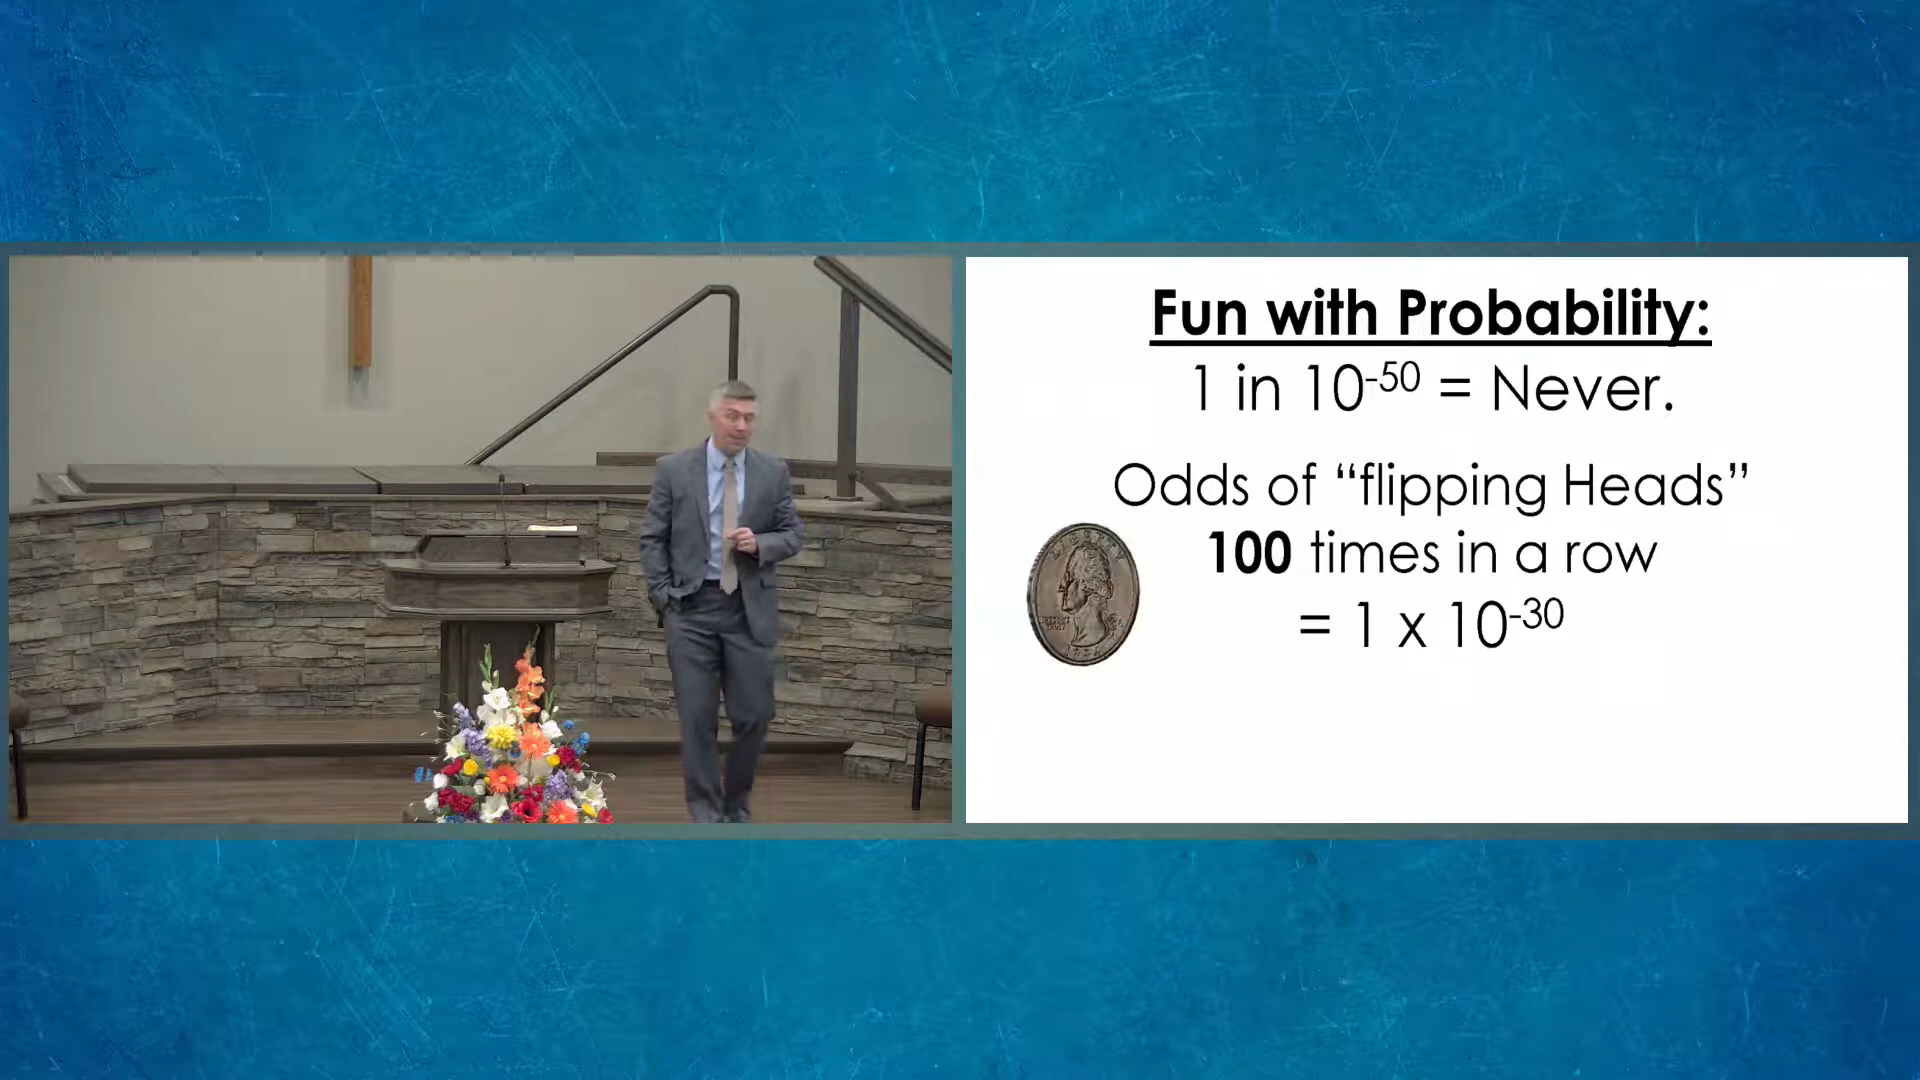 Fun with Probability:
1 in 10⁻⁵⁰ = Never.
Odds of “flipping Heads”
100 times in a row
= 1 x 10⁻³⁰
LIBERTY